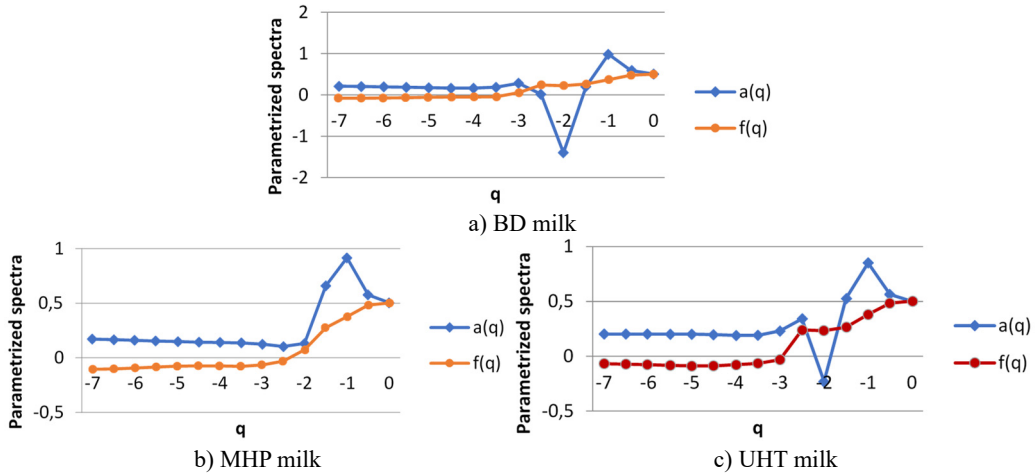 Parametrized spectra
2
1
0
-1
-2
-7 -6 -5 -4 -3 -2 -1 0
q
a(q)
f(q)
a) BD milk
Parametrized spectra
1
0,5
0
-0,5
-7 -6 -5 -4 -3 -2 -1 0
q
a(q)
f(q)
b) MHP milk
Parametrized spectra
1
0,5
0
-0,5
-7 -6 -5 -4 -3 -2 -1 0
q
a(q)
f(q)
c) UHT milk